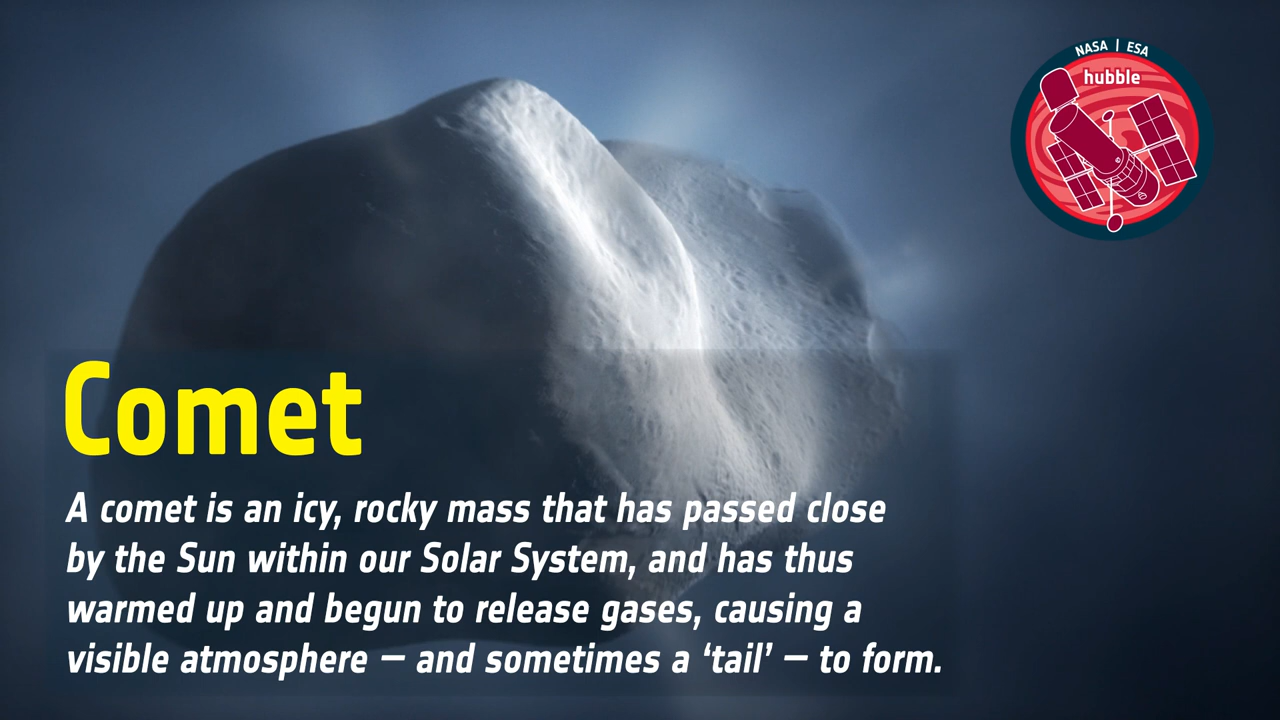 NASA | ESA
hubble
Comet
A comet is an icy, rocky mass that has passed close
by the Sun within our Solar System, and has thus
warmed up and begun to release gases, causing a
visible atmosphere — and sometimes a ‘tail’ — to form.